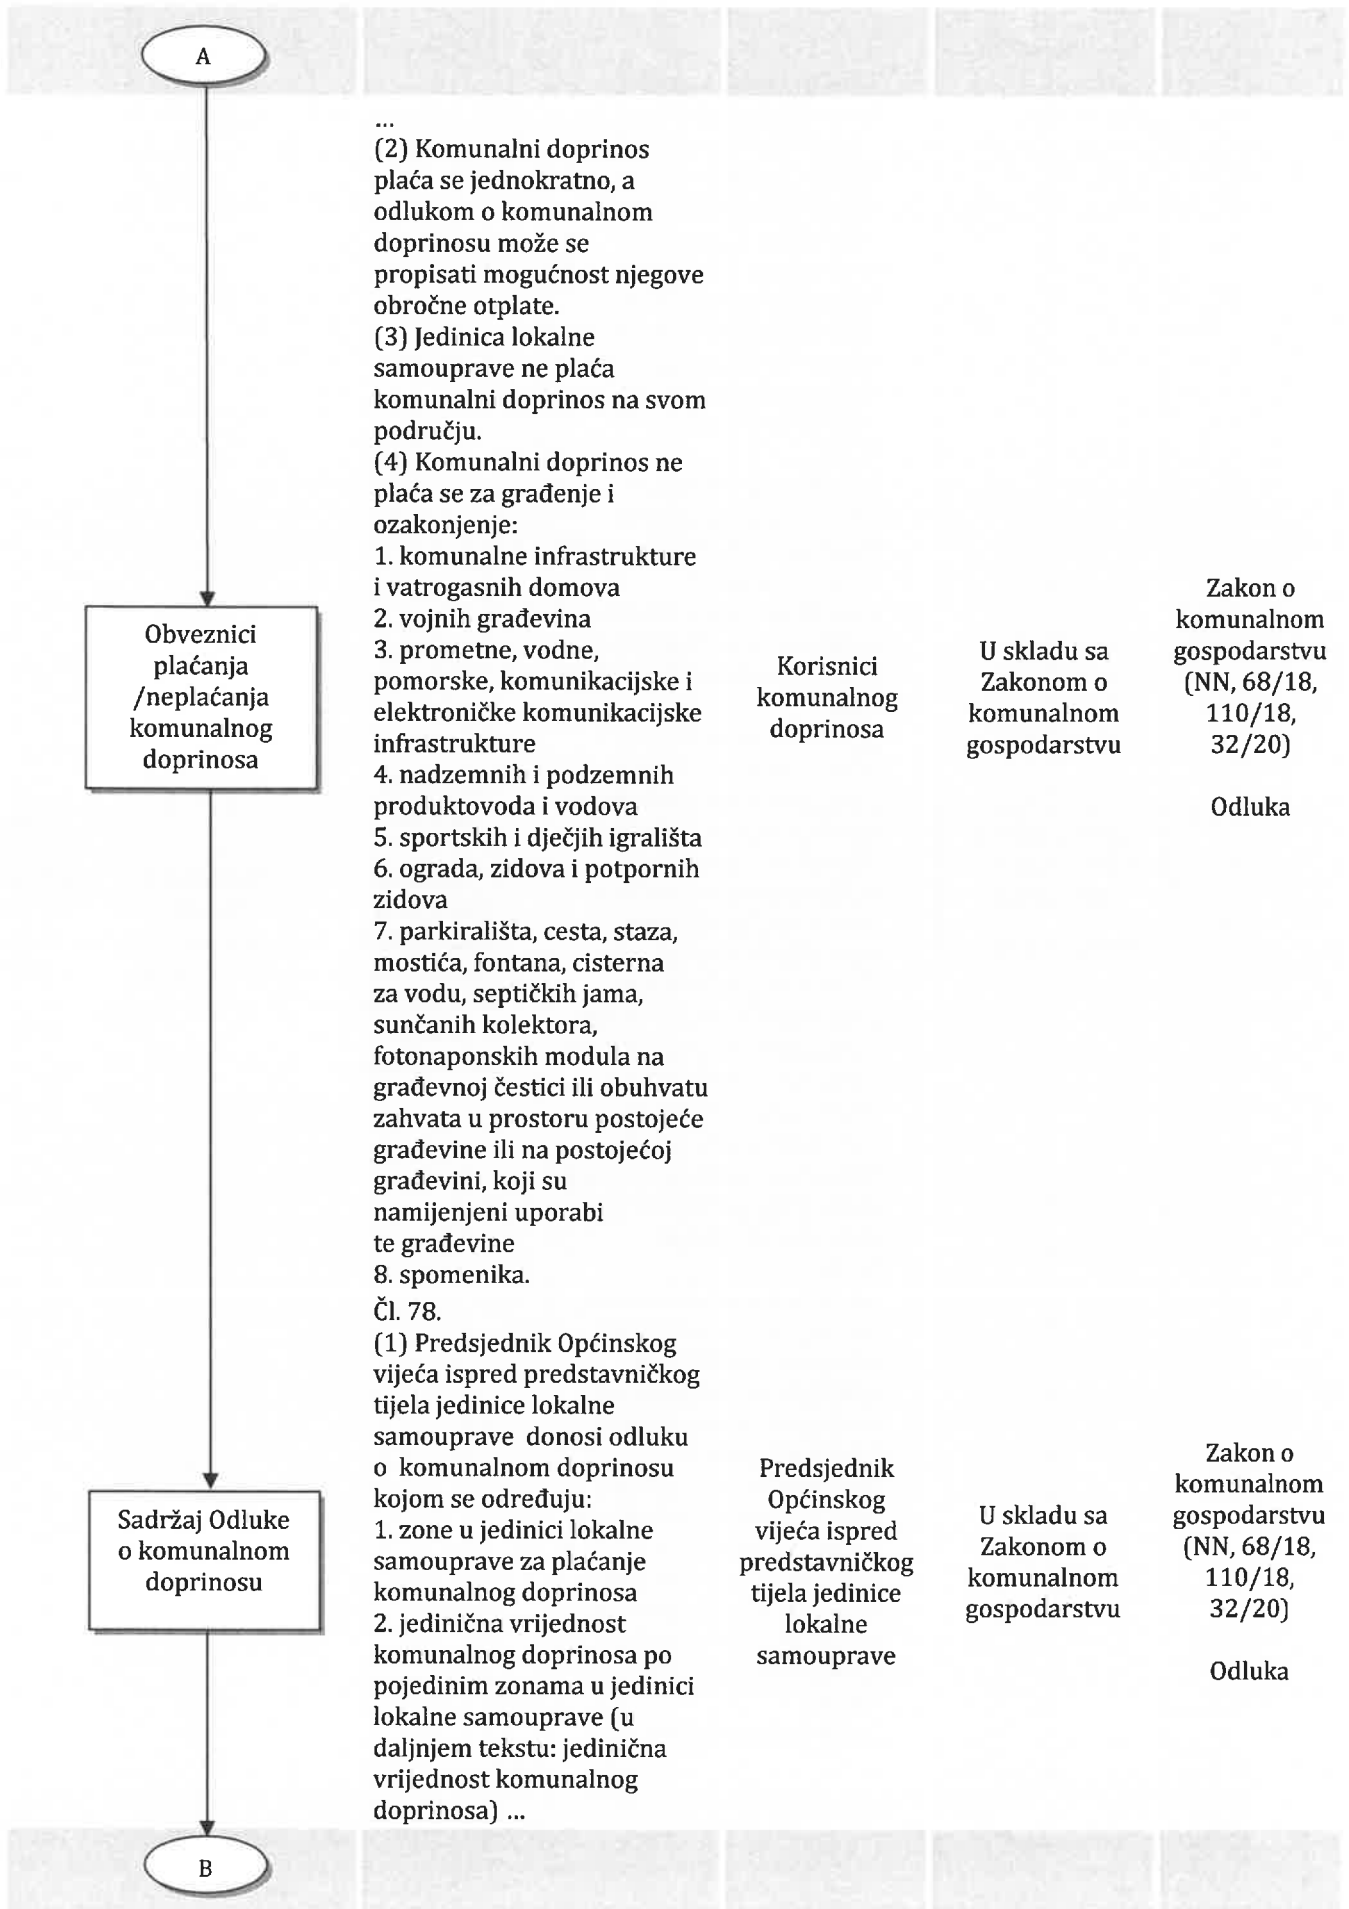 A
...
(2) Komunalni doprinos
plaća se jednokratno, a
odlukom o komunalnom
doprinosu može se
propisati mogućnost njegove
obročne otplate.
(3) Jedinica lokalne
samouprave ne plaća
komunalni doprinos na svom
području.
(4) Komunalni doprinos ne
plaća se za građenje i
ozakonjenje:
1. komunalne infrastrukture
i vatrogasnih domova
2. vojnih građevina
3. prometne, vodne,
pomorske, komunikacijske i
elektroničke komunikacijske
infrastrukture
4. nadzemnih i podzemnih
produktovoda i vodova
5. sportskih i dječjih igrališta
6. ograda, zidova i potpornih
zidova
7. parkirališta, cesta, staza,
mostića, fontana, cisterna
za vodu, septičkih jama,
sunčanih kolektora,
fotonaponskih modula na
građevnoj čestici ili obuhvatu
zahvata u prostoru postojeće
građevine ili na postojećoj
građevini, koji su
namijenjeni uporabi
te građevine
8. spomenika.
Obveznici
plaćanja
/neplaćanja
komunalnog
doprinosa
Korisnici
komunalnog
doprinosa
U skladu sa
Zakonom o
komunalnom
gospodarstvu
Zakon o
komunalnom
gospodarstvu
(NN, 68/18,
110/18,
32/20)
Odluka
Čl. 78.
(1) Predsjednik Općinskog
vijeća ispred predstavničkog
tijela jedinice lokalne
samouprave donosi odluku
o komunalnom doprinosu
kojom se određuju:
1. zone u jedinici lokalne
samouprave za plaćanje
komunalnog doprinosa
2. jedinična vrijednost
komunalnog doprinosa po
pojedinim zonama u jedinici
lokalne samouprave (u
daljnjem tekstu: jedinična
vrijednost komunalnog
doprinosa) ...
Sadržaj Odluke
o komunalnom
doprinosu
Predsjednik
Općinskog
vijeća ispred
predstavničkog
tijela jedinice
lokalne
samouprave
U skladu sa
Zakonom o
komunalnom
gospodarstvu
Zakon o
komunalnom
gospodarstvu
(NN, 68/18,
110/18,
32/20)
Odluka
B